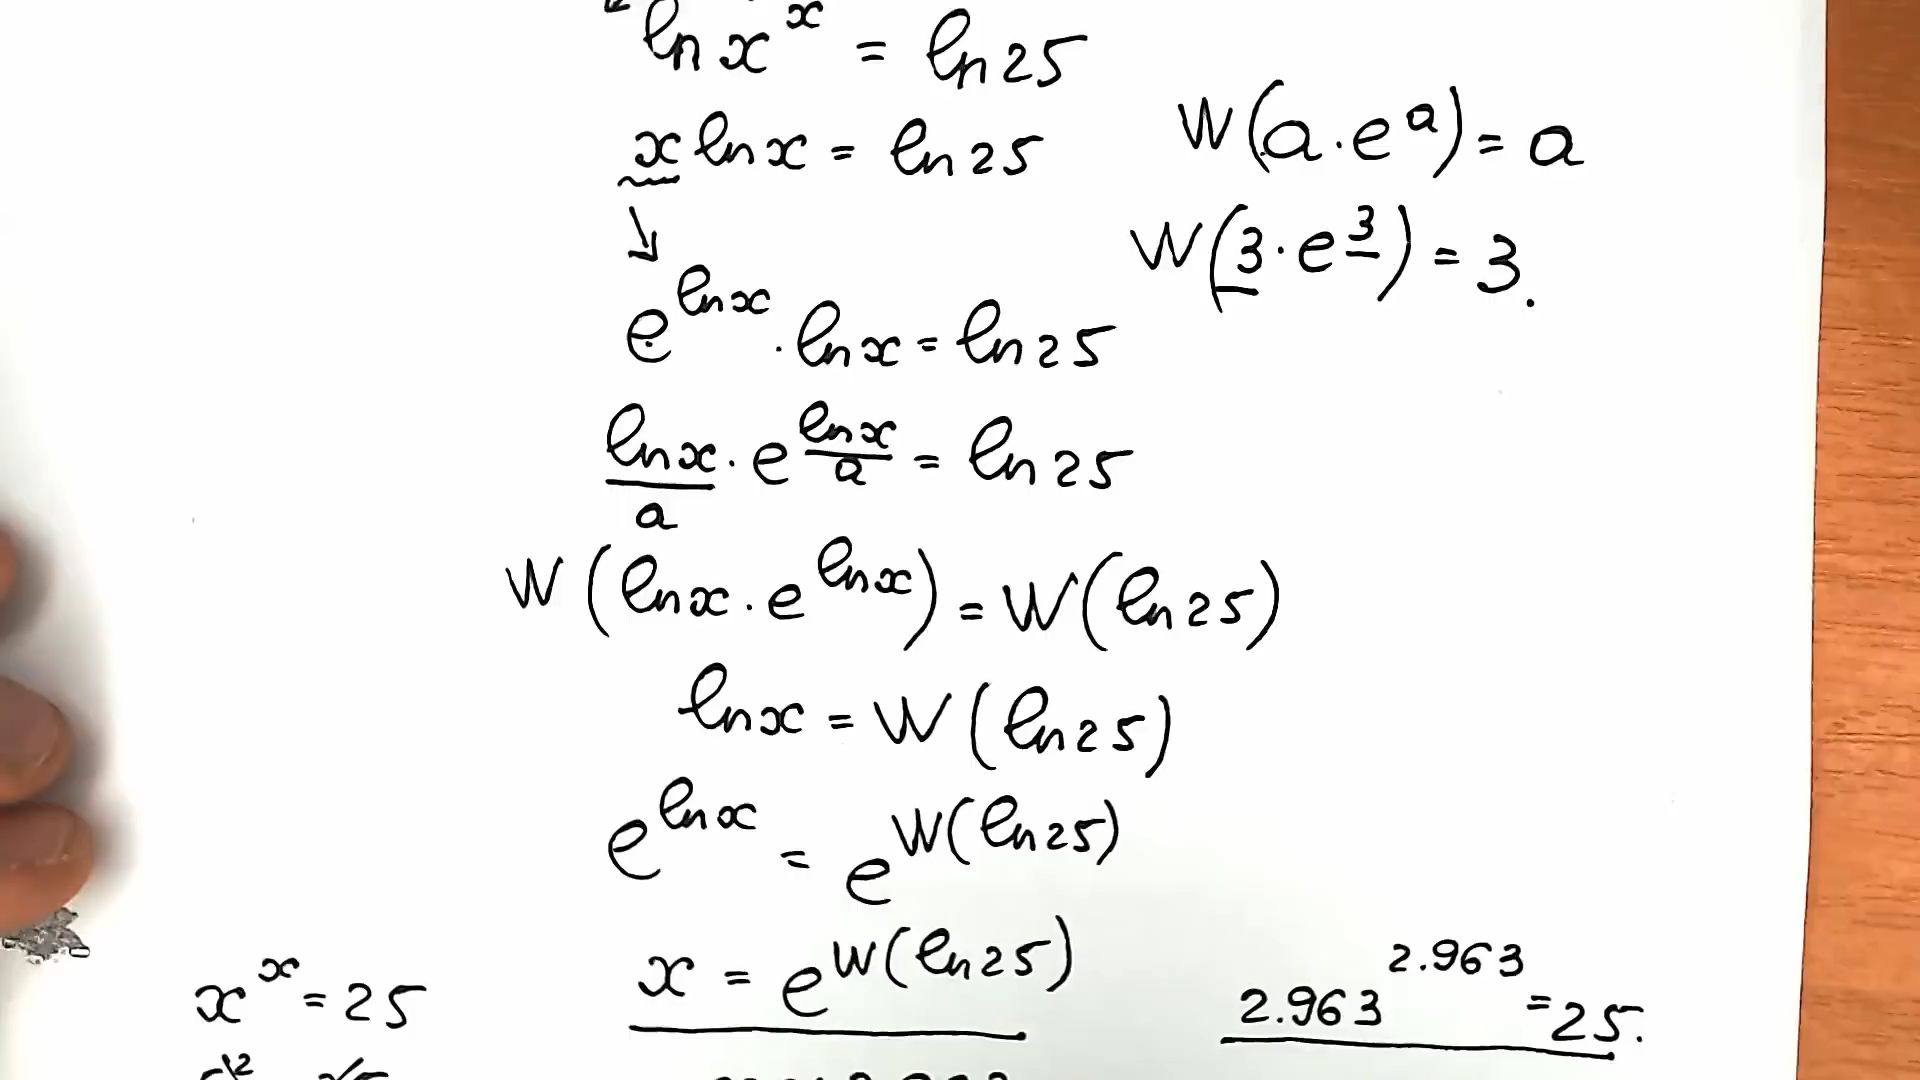 ln x^x = ln 25
x ln x = ln 25
W(a · e^a) = a
W(3 · e^3) = 3.
e^(ln x) · ln x = ln 25
ln x · e^(ln x) = ln 25
a a
W(ln x · e^(ln x)) = W(ln 25)
ln x = W(ln 25)
e^(ln x) = e^(W(ln 25))
x = e^(W(ln 25))
x^x = 25
2.963^2.963 = 25.